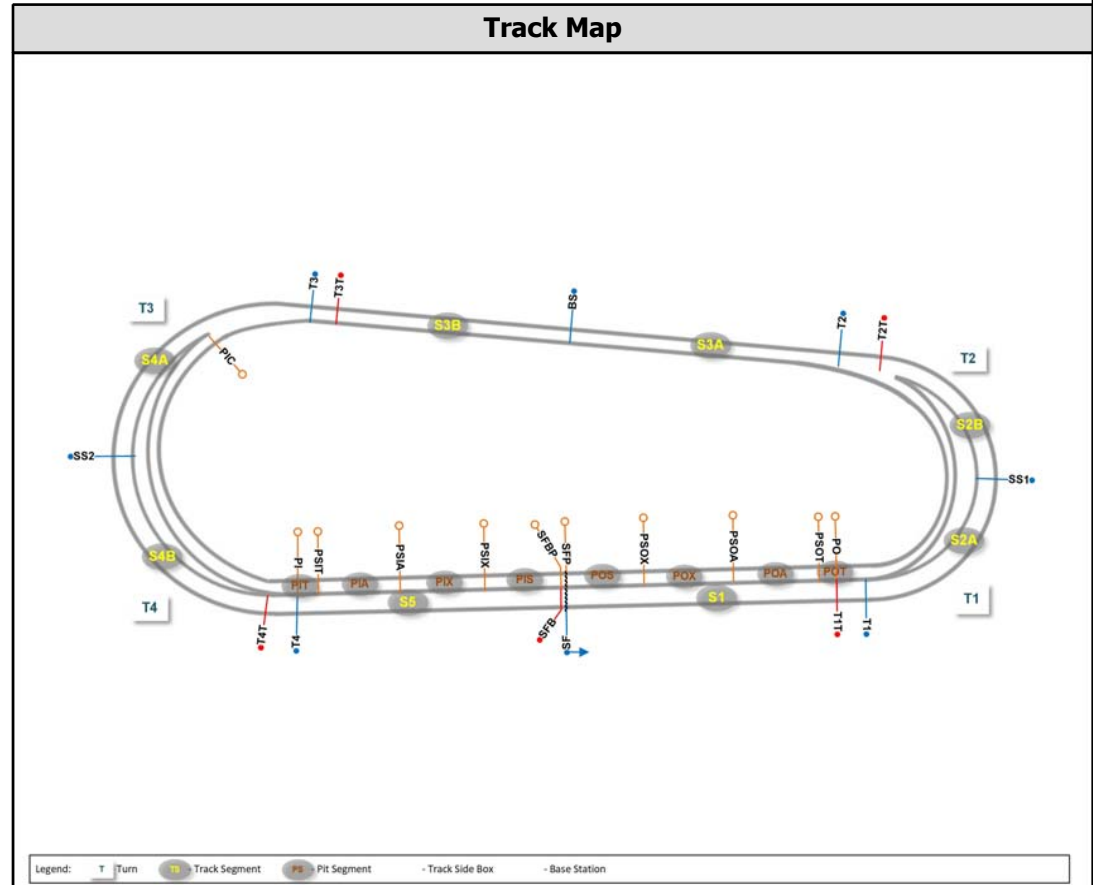 Track Map
T3
T3T
BS
T2
T2T
T3
S3B
S3A
S4A
PIC
T2
S2B
SS2
SS1
PI
PSIT
PSIA
PSIX
SFBP
SFP
PSOX
PSOA
PSOT
PO
S4B
S2A
PIT
PIA
PIX
PIS
POS
POX
POA
POT
T4
S5
S1
T1
T4T
T4
SFB
SF
T1T
T1
Legend: T Turn TS - Track Segment PS - Pit Segment - Track Side Box - Base Station